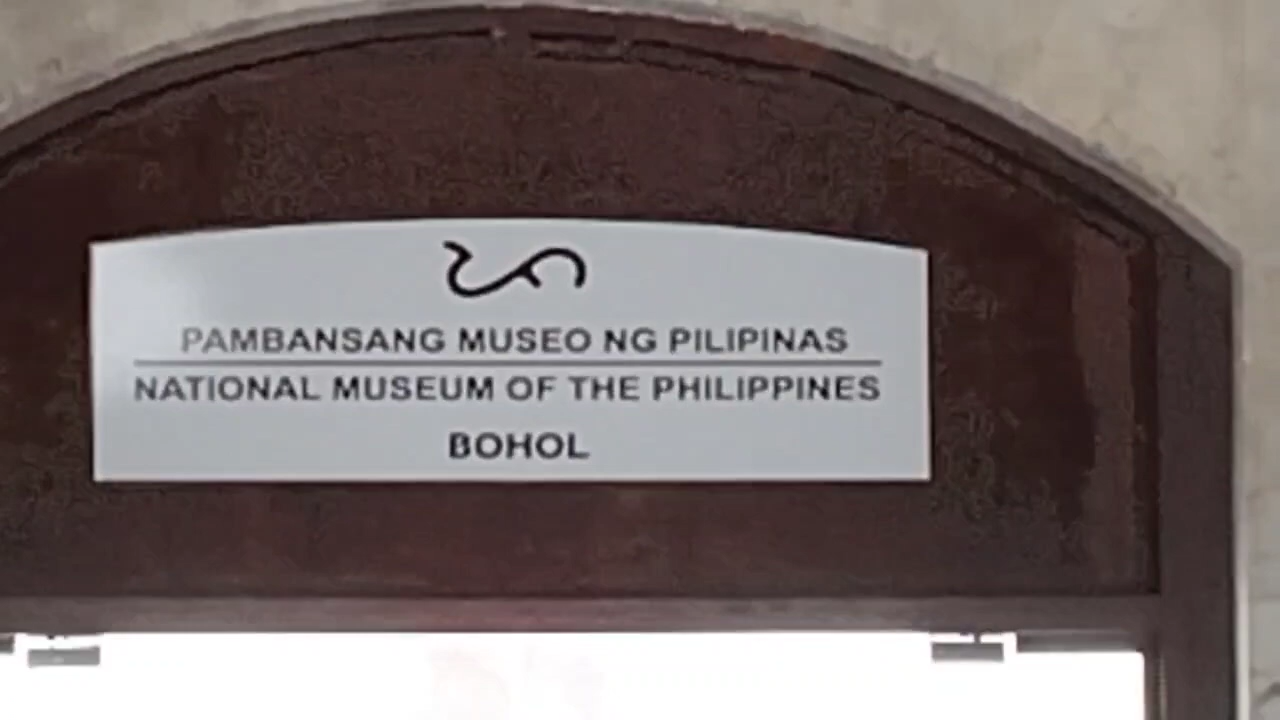 ᜉ
PAMBANSANG MUSEO NG PILIPINAS
NATIONAL MUSEUM OF THE PHILIPPINES
BOHOL